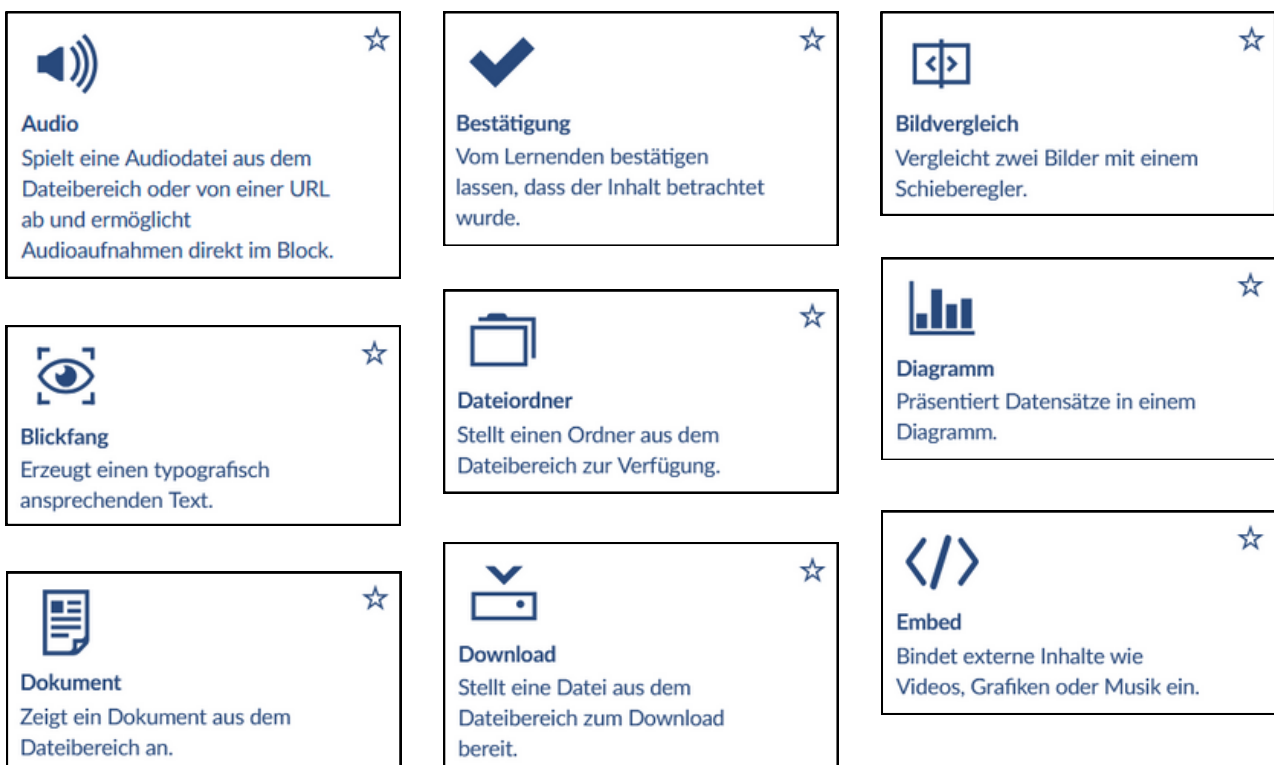 Audio
Spielt eine Audiodatei aus dem
Dateibereich oder von einer URL
ab und ermöglicht
Audioaufnahmen direkt im Block.
Bestätigung
Vom Lernenden bestätigen
lassen, dass der Inhalt betrachtet
wurde.
Bildvergleich
Vergleicht zwei Bilder mit einem
Schieberegler.
Blickfang
Erzeugt einen typografisch
ansprechenden Text.
Dateiordner
Stellt einen Ordner aus dem
Dateibereich zur Verfügung.
Diagramm
Präsentiert Datensätze in einem
Diagramm.
Dokument
Zeigt ein Dokument aus dem
Dateibereich an.
Download
Stellt eine Datei aus dem
Dateibereich zum Download
bereit.
Embed
Bindet externe Inhalte wie
Videos, Grafiken oder Musik ein.